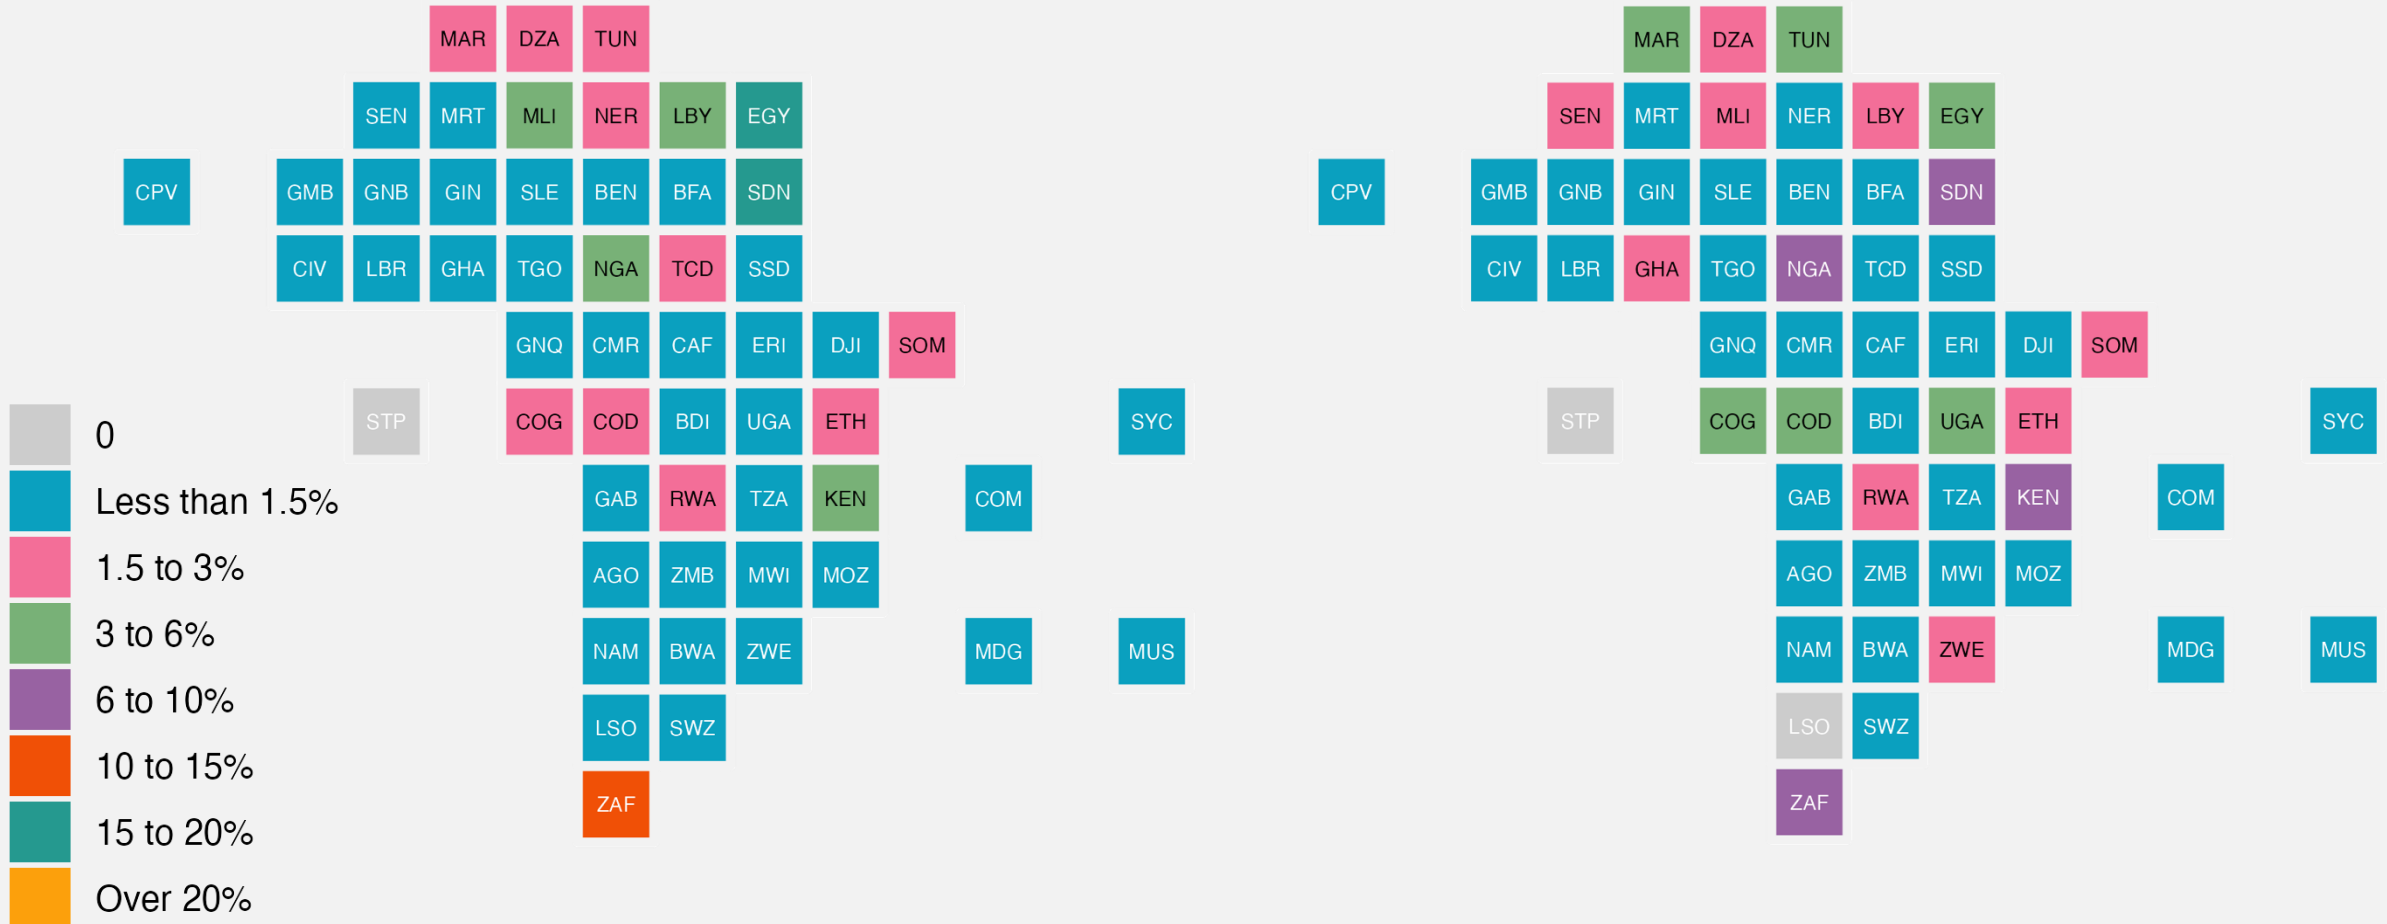 MAR DZA TUN
SEN MRT MLI NER LBY EGY
CPV GMB GNB GIN SLE BEN BFA SDN
CIV LBR GHA TGO NGA TCD SSD
GNQ CMR CAF ERI DJI SOM
STP COG COD BDI UGA ETH SYC
GAB RWA TZA KEN COM
AGO ZMB MWI MOZ
NAM BWA ZWE MDG MUS
LSO SWZ
ZAF
MAR DZA TUN
SEN MRT MLI NER LBY EGY
CPV GMB GNB GIN SLE BEN BFA SDN
CIV LBR GHA TGO NGA TCD SSD
GNQ CMR CAF ERI DJI SOM
STP COG COD BDI UGA ETH SYC
GAB RWA TZA KEN COM
AGO ZMB MWI MOZ
NAM BWA ZWE MDG MUS
LSO SWZ
ZAF
0
Less than 1.5%
1.5 to 3%
3 to 6%
6 to 10%
10 to 15%
15 to 20%
Over 20%